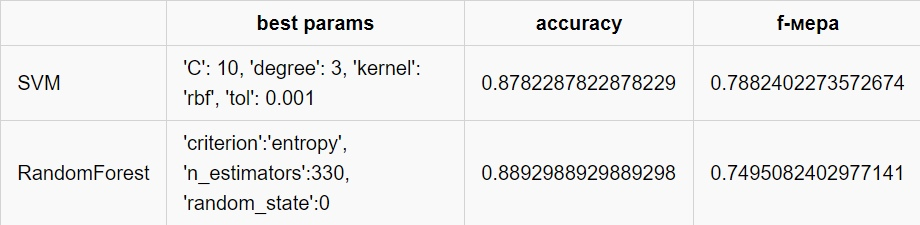 best params accuracy f-мера
SVM
'C': 10, 'degree': 3, 'kernel':
'rbf', 'tol': 0.001
0.8782287822878229 0.7882402273572674
RandomForest
'criterion':'entropy',
'n_estimators':330,
'random_state':0
0.8892988929889298 0.7495082402977141